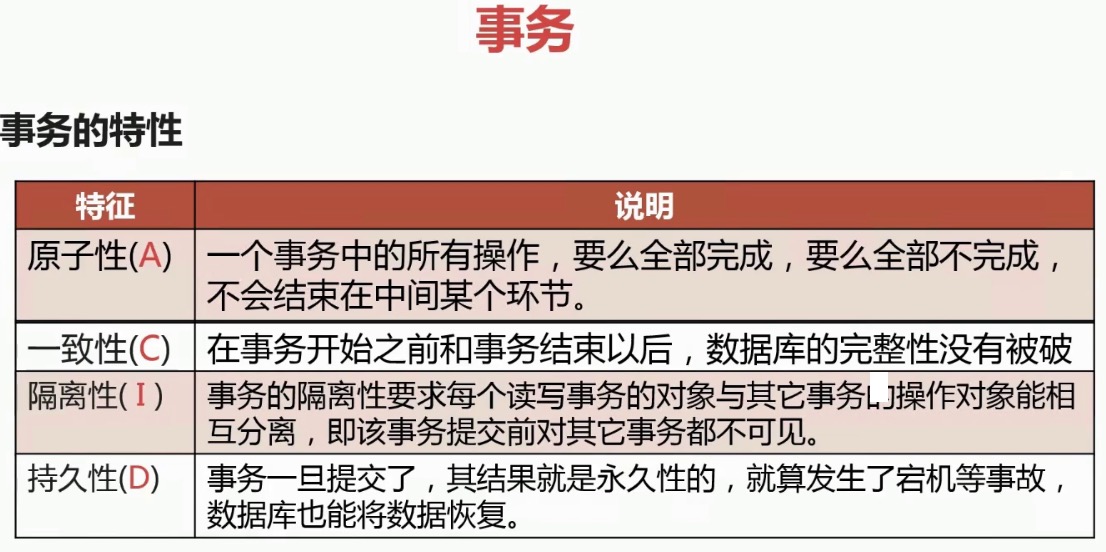 事务
事务的特性
特征 说明
原子性(A) 一个事务中的所有操作，要么全部完成，要么全部不完成，
不会结束在中间某个环节。
一致性(C) 在事务开始之前和事务结束以后，数据库的完整性没有被破
隔离性(I) 事务的隔离性要求每个读写事务的对象与其它事务的操作对象能相
互分离，即该事务提交前对其它事务都不可见。
持久性(D) 事务一旦提交了，其结果就是永久性的，就算发生了宕机等事故，
数据库也能将数据恢复。